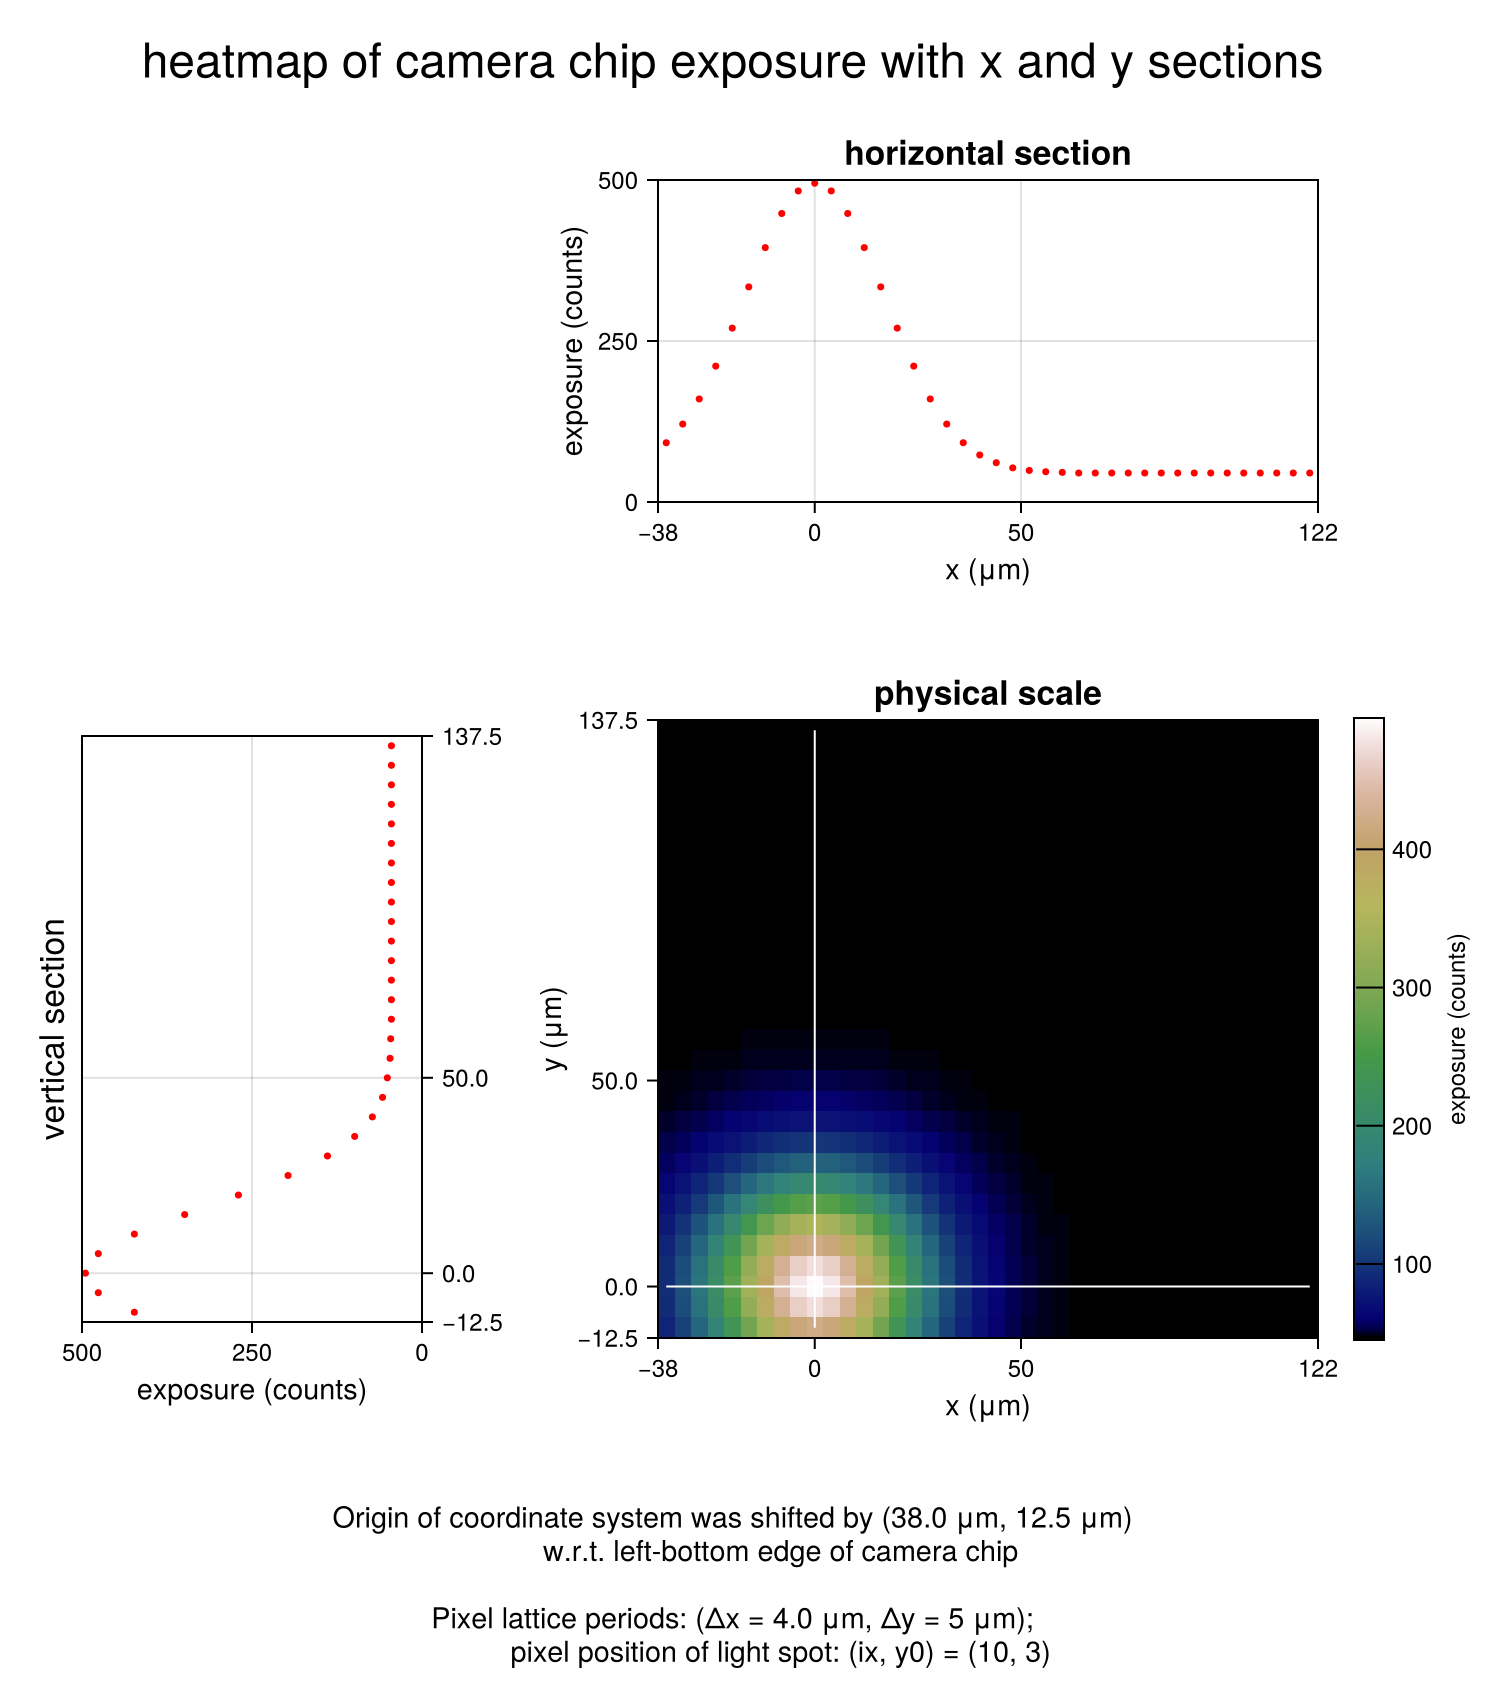 heatmap of camera chip exposure with x and y sections
horizontal section
500
250
0
exposure (counts)
−38 0 50 122
x (µm)
physical scale
137.5
50.0
0.0
−12.5
y (µm)
−38 0 50 122
x (µm)
400
300
200
100
exposure (counts)
vertical section
137.5
50.0
0.0
−12.5
500 250 0
exposure (counts)
Origin of coordinate system was shifted by (38.0 µm, 12.5 µm)
w.r.t. left-bottom edge of camera chip
Pixel lattice periods: (Δx = 4.0 µm, Δy = 5 µm);
pixel position of light spot: (ix, y0) = (10, 3)